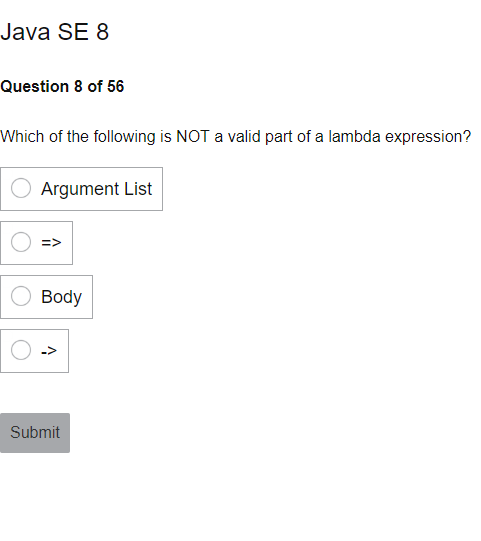 Java SE 8
Question 8 of 56
Which of the following is NOT a valid part of a lambda expression?
Argument List
=>
Body
->
Submit